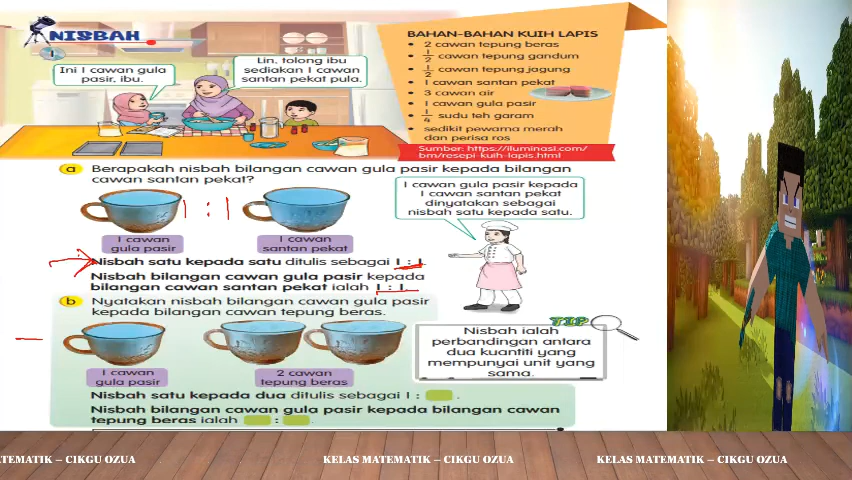 NISBAH
1
Ini 1 cawan gula
pasir, ibu.
Lin, tolong ibu
sediakan 1 cawan
santan pekat pula.
BAHAN-BAHAN KUIH LAPIS
• 2 cawan tepung beras
• 1/2 cawan tepung gandum
• 1/2 cawan tepung jagung
• 1 cawan santan pekat
• 3 cawan air
• 1 cawan gula pasir
• 1/4 sudu teh garam
• sedikit pewarna merah
dan perisa ros
Sumber: https://iluminasi.com/
bm/resepi-kuih-lapis.html
a Berapakah nisbah bilangan cawan gula pasir kepada bilangan
cawan santan pekat?
1 : 1
1 cawan
gula pasir
1 cawan
santan pekat
1 cawan gula pasir kepada
1 cawan santan pekat
dinyatakan sebagai
nisbah satu kepada satu.
Nisbah satu kepada satu ditulis sebagai 1 : 1.
Nisbah bilangan cawan gula pasir kepada
bilangan cawan santan pekat ialah 1 : 1.
b Nyatakan nisbah bilangan cawan gula pasir
kepada bilangan cawan tepung beras.
1 cawan
gula pasir
2 cawan
tepung beras
TIP
Nisbah ialah
perbandingan antara
dua kuantiti yang
mempunyai unit yang
sama.
Nisbah satu kepada dua ditulis sebagai 1 : .
Nisbah bilangan cawan gula pasir kepada bilangan cawan
tepung beras ialah : .
TEMATIK – CIKGU OZUA KELAS MATEMATIK – CIKGU OZUA KELAS MATEMATIK – CIKGU OZUA